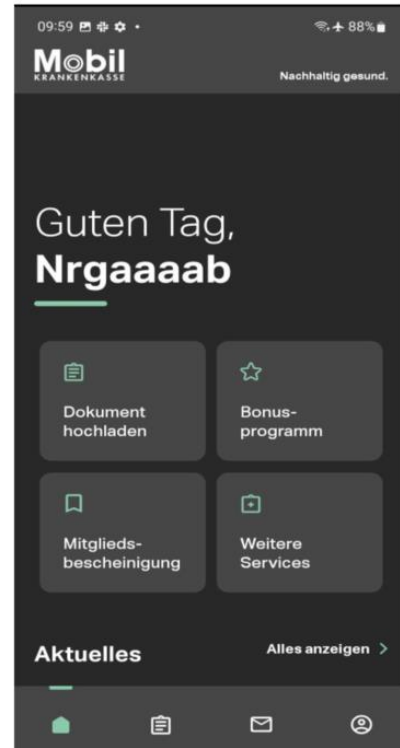 09:59
88%
Mobil
KRANKENKASSE
Nachhaltig gesund.
Guten Tag,
Nrgaaaab
Dokument
hochladen
Bonus-
programm
Mitglieds-
bescheinigung
Weitere
Services
Aktuelles
Alles anzeigen